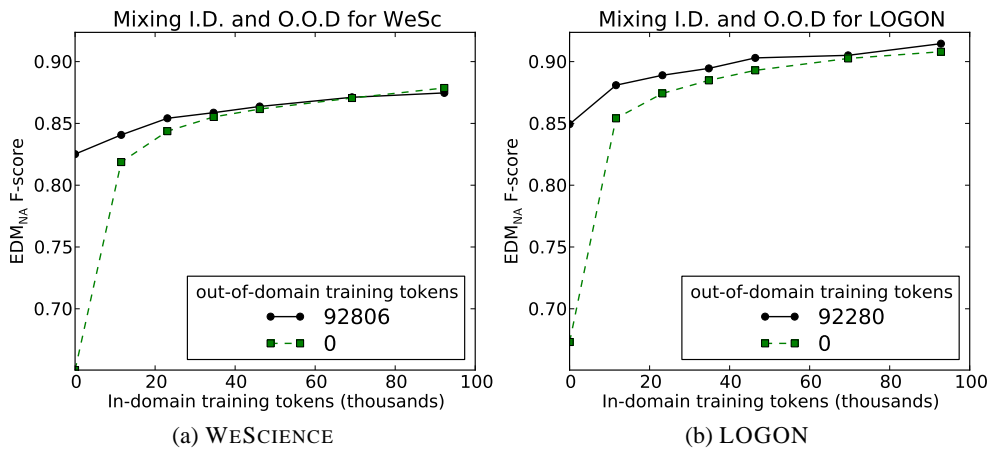 Mixing I.D. and O.O.D for WeSc
EDM_NA F-score
0.90
0.85
0.80
0.75
0.70
out-of-domain training tokens
92806
0
0 20 40 60 80 100
In-domain training tokens (thousands)
(a) WESCIENCE
Mixing I.D. and O.O.D for LOGON
EDM_NA F-score
0.90
0.85
0.80
0.75
0.70
out-of-domain training tokens
92280
0
0 20 40 60 80 100
In-domain training tokens (thousands)
(b) LOGON